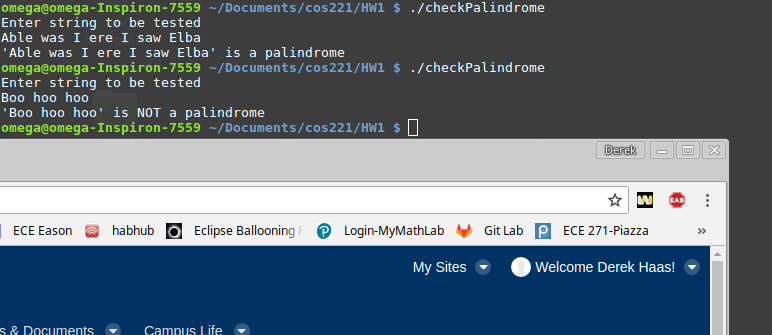 omega@omega-Inspiron-7559 ~/Documents/cos221/HW1 $ ./checkPalindrome
Enter string to be tested
Able was I ere I saw Elba
'Able was I ere I saw Elba' is a palindrome
omega@omega-Inspiron-7559 ~/Documents/cos221/HW1 $ ./checkPalindrome
Enter string to be tested
Boo hoo hoo
'Boo hoo hoo' is NOT a palindrome
omega@omega-Inspiron-7559 ~/Documents/cos221/HW1 $
Derek
EAB
ECE Eason habhub Eclipse Ballooning Login-MyMathLab Git Lab ECE 271-Piazza »
My Sites Welcome Derek Haas!
& Documents Campus Life